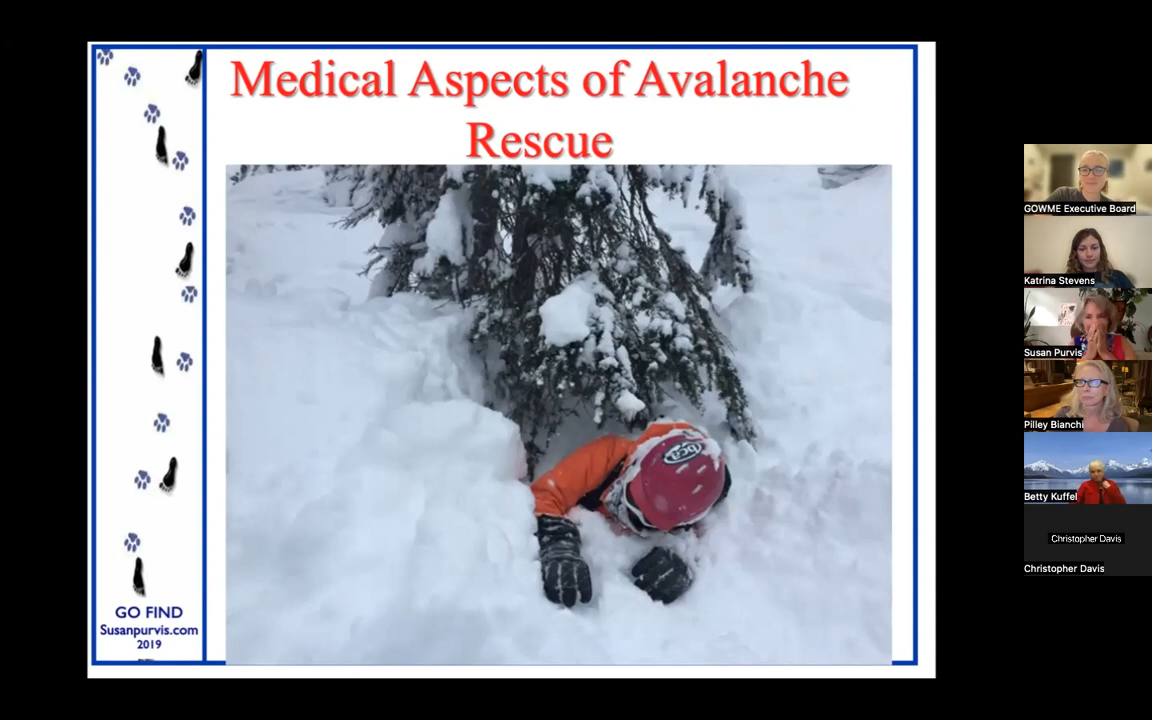 Medical Aspects of Avalanche
Rescue
bca
GO FIND
Susanpurvis.com
2019
GOWME Executive Board
Katrina Stevens
Susan Purvis
Pilley Bianchi
Betty Kuffel
Christopher Davis
Christopher Davis